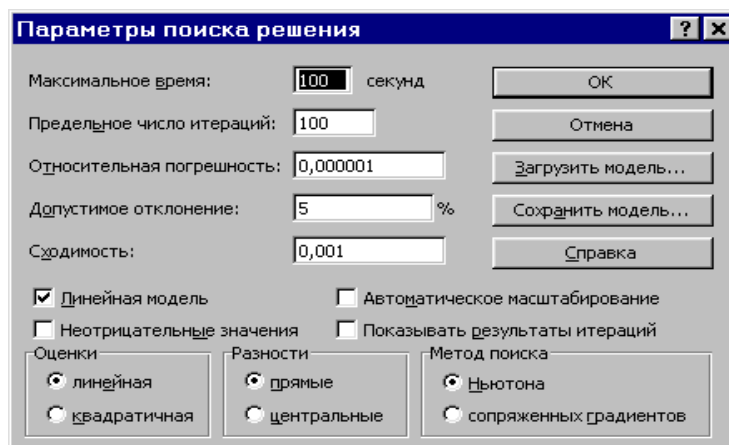 Параметры поиска решения
Максимальное время: 100 секунд OK
Предельное число итераций: 100 Отмена
Относительная погрешность: 0,000001 Загрузить модель...
Допустимое отклонение: 5 % Сохранить модель...
Сходимость: 0,001 Справка
Линейная модель Автоматическое масштабирование
Неотрицательные значения Показывать результаты итераций
Оценки Разности Метод поиска
линейная прямые Ньютона
квадратичная центральные сопряженных градиентов